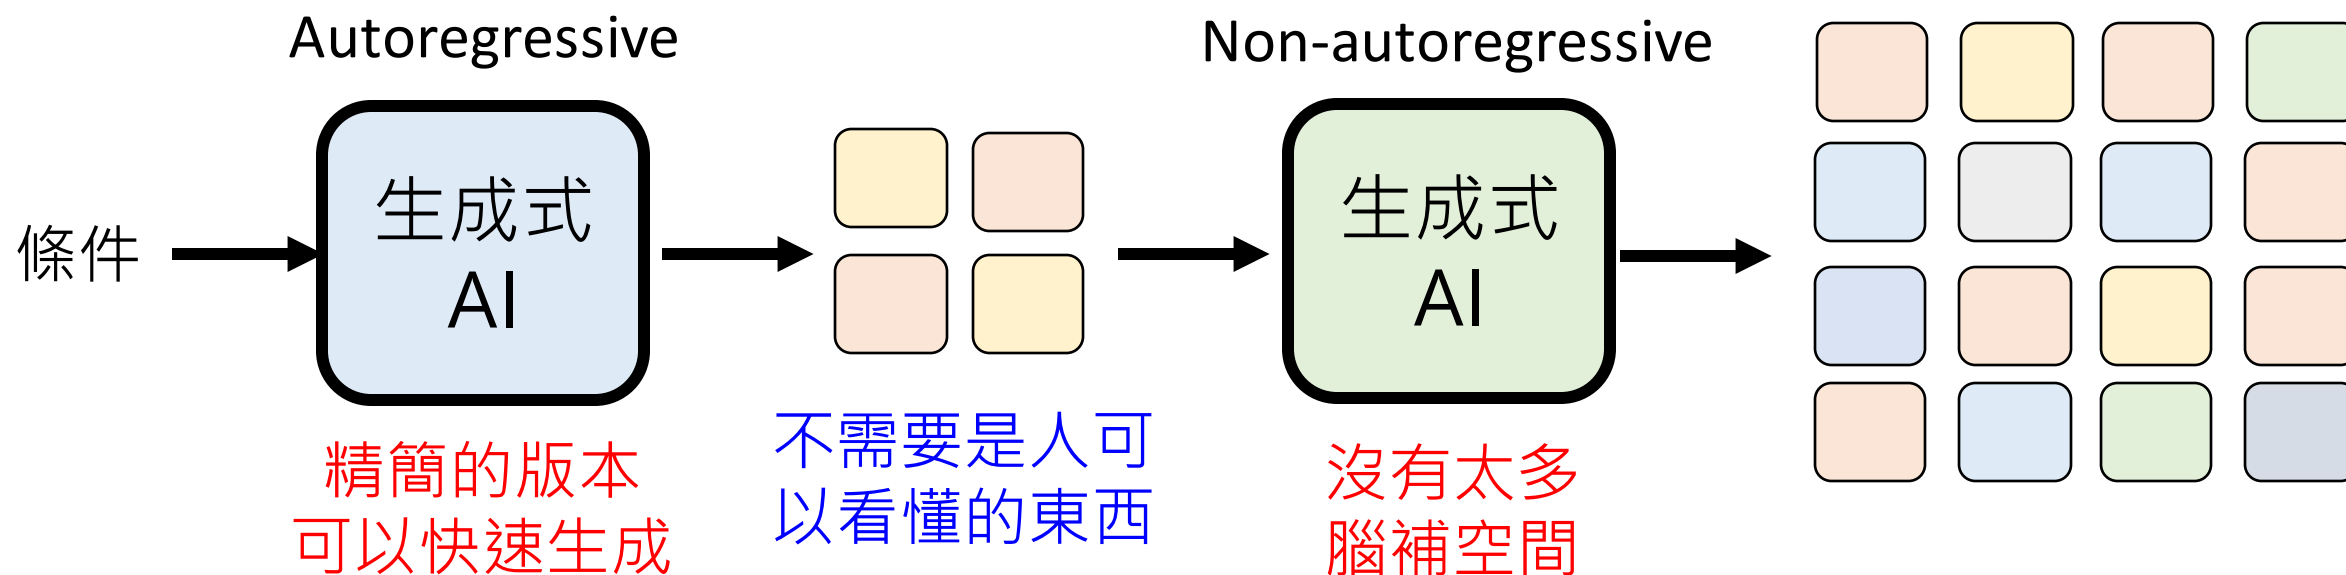 Autoregressive
Non-autoregressive
條件
生成式
AI
生成式
AI
精簡的版本
可以快速生成
不需要是人可
以看懂的東西
沒有太多
腦補空間